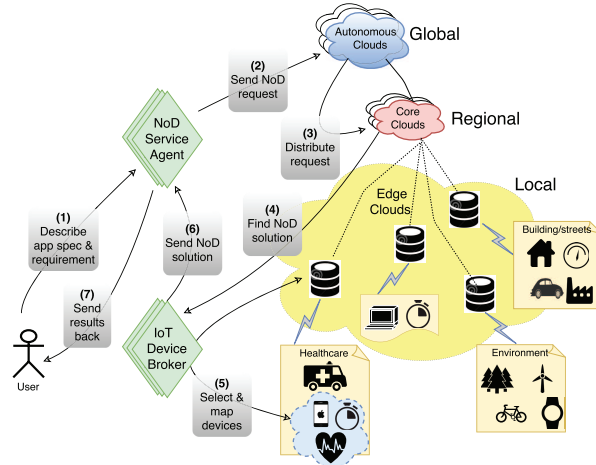 Autonomous
Clouds
Global
(2)
Send NoD
request
Core
Clouds
Regional
NoD
Service
Agent
(3)
Distribute
request
Local
Edge
Clouds
(1)
Describe
app spec &
requirement
(6)
Send NoD
solution
(4)
Find NoD
solution
Building/streets
(7)
Send
results
back
IoT
Device
Broker
User
Healthcare
Environment
(5)
Select &
map
devices